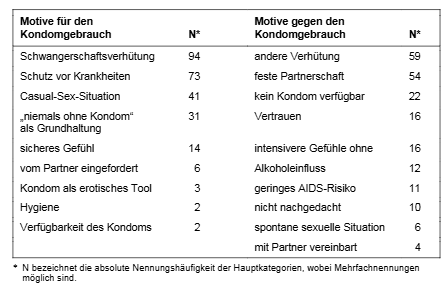 Motive für den Motive gegen den
Kondomgebrauch N* Kondomgebrauch N*
Schwangerschaftsverhütung 94 andere Verhütung 59
Schutz vor Krankheiten 73 feste Partnerschaft 54
Casual-Sex-Situation 41 kein Kondom verfügbar 22
„niemals ohne Kondom“ 31 Vertrauen 16
als Grundhaltung
sicheres Gefühl 14 intensivere Gefühle ohne 16
vom Partner eingefordert 6 Alkoholeinfluss 12
Kondom als erotisches Tool 3 geringes AIDS-Risiko 11
Hygiene 2 nicht nachgedacht 10
Verfügbarkeit des Kondoms 2 spontane sexuelle Situation 6
mit Partner vereinbart 4
* N bezeichnet die absolute Nennungshäufigkeit der Hauptkategorien, wobei Mehrfachnennungen
möglich sind.